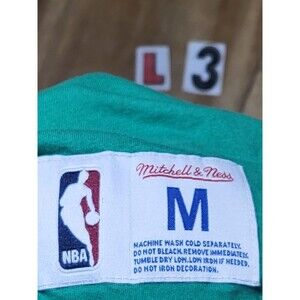 L 3
Mitchell & Ness
M
NBA
MACHINE WASH COLD SEPARATELY.
DO NOT BLEACH. REMOVE IMMEDIATELY.
TUMBLE DRY LOW. LOW IRON IF NEEDED.
DO NOT IRON DECORATION.